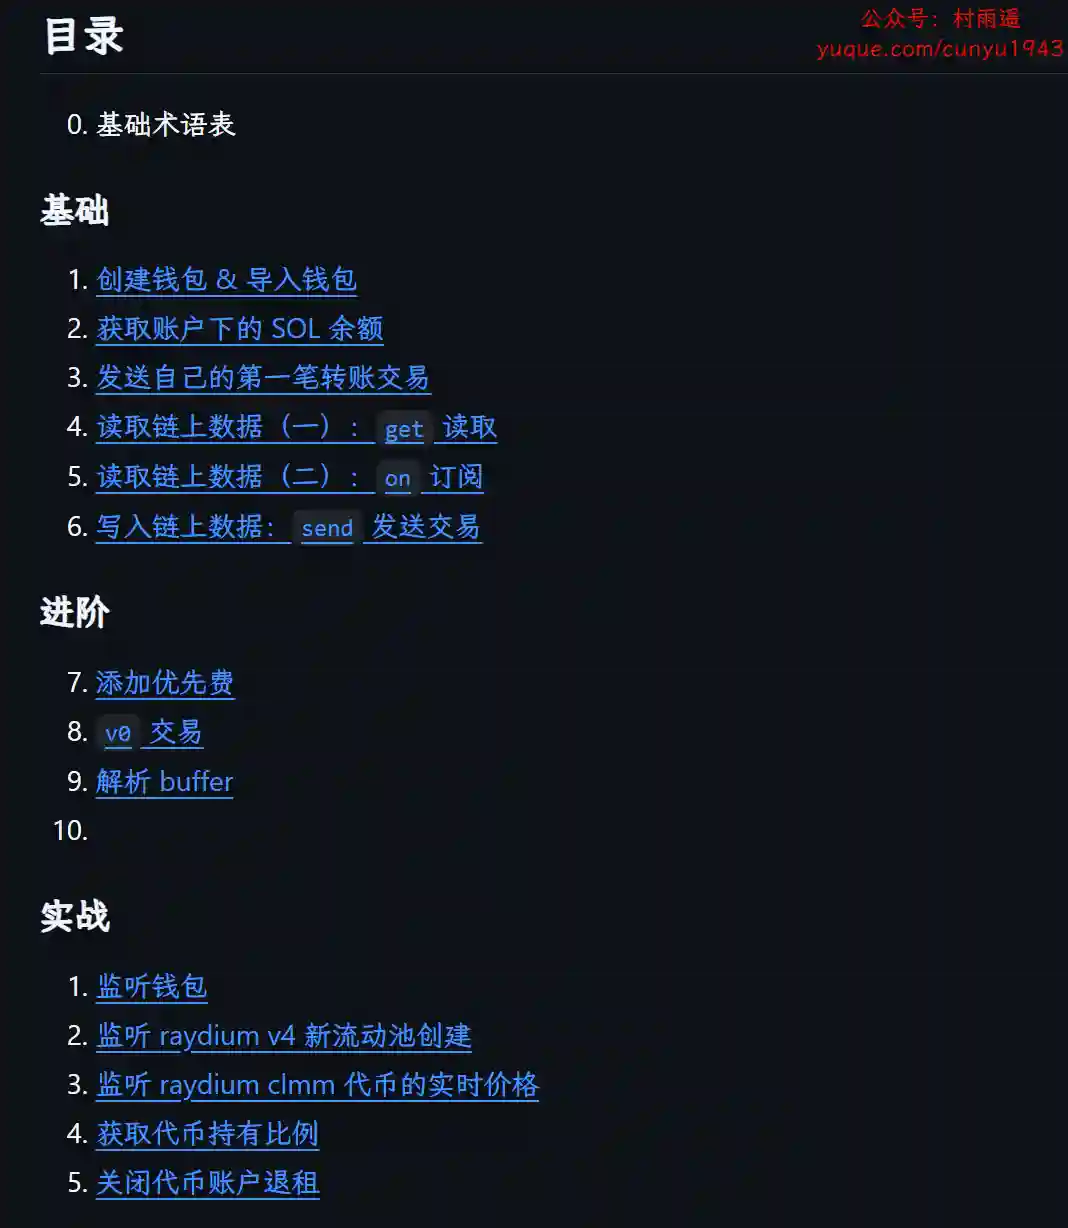 目录
公众号：村雨遥
yuque.com/cunyu1943
0. 基础术语表
基础
1. 创建钱包 & 导入钱包
2. 获取账户下的 SOL 余额
3. 发送自己的第一笔转账交易
4. 读取链上数据（一）： get 读取
5. 读取链上数据（二）： on 订阅
6. 写入链上数据： send 发送交易
进阶
7. 添加优先费
8. v0 交易
9. 解析 buffer
10.
实战
1. 监听钱包
2. 监听 raydium v4 新流动池创建
3. 监听 raydium clmm 代币的实时价格
4. 获取代币持有比例
5. 关闭代币账户退租